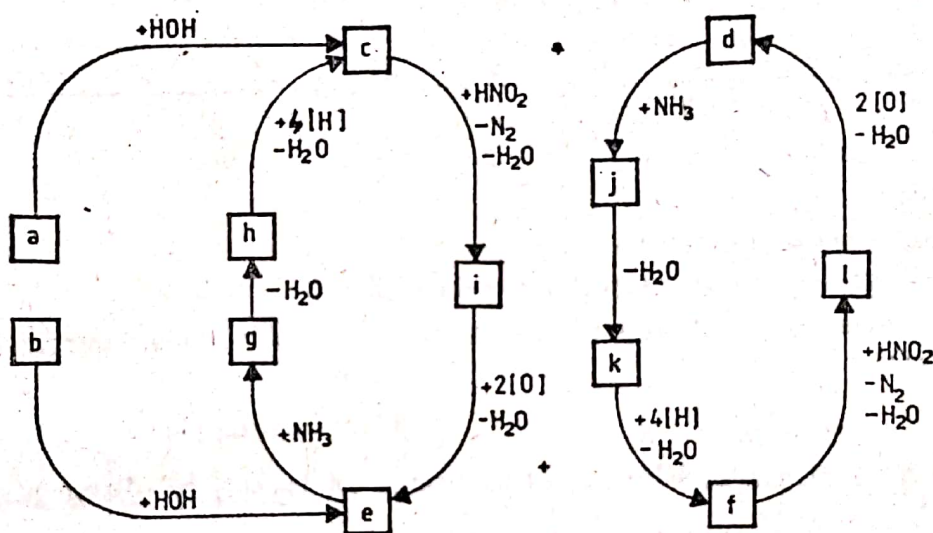 +HOH
c
+HNO₂
-N₂
-H₂O
+4[H]
-H₂O
a
h
-H₂O
i
b
g
+2[O]
-H₂O
+NH₃
+HOH
e
d
+NH₃
2[O]
-H₂O
j
-H₂O
l
k
+HNO₂
-N₂
-H₂O
+4[H]
-H₂O
f